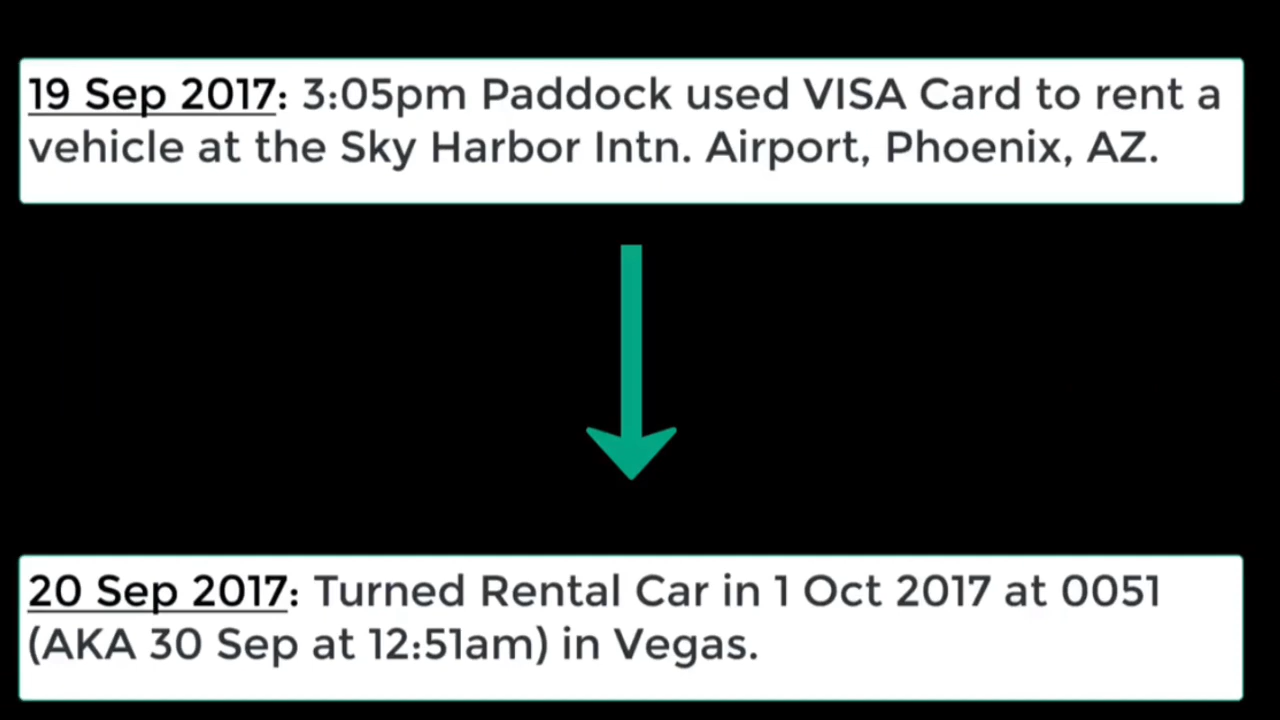 19 Sep 2017: 3:05pm Paddock used VISA Card to rent a
vehicle at the Sky Harbor Intn. Airport, Phoenix, AZ.
20 Sep 2017: Turned Rental Car in 1 Oct 2017 at 0051
(AKA 30 Sep at 12:51am) in Vegas.